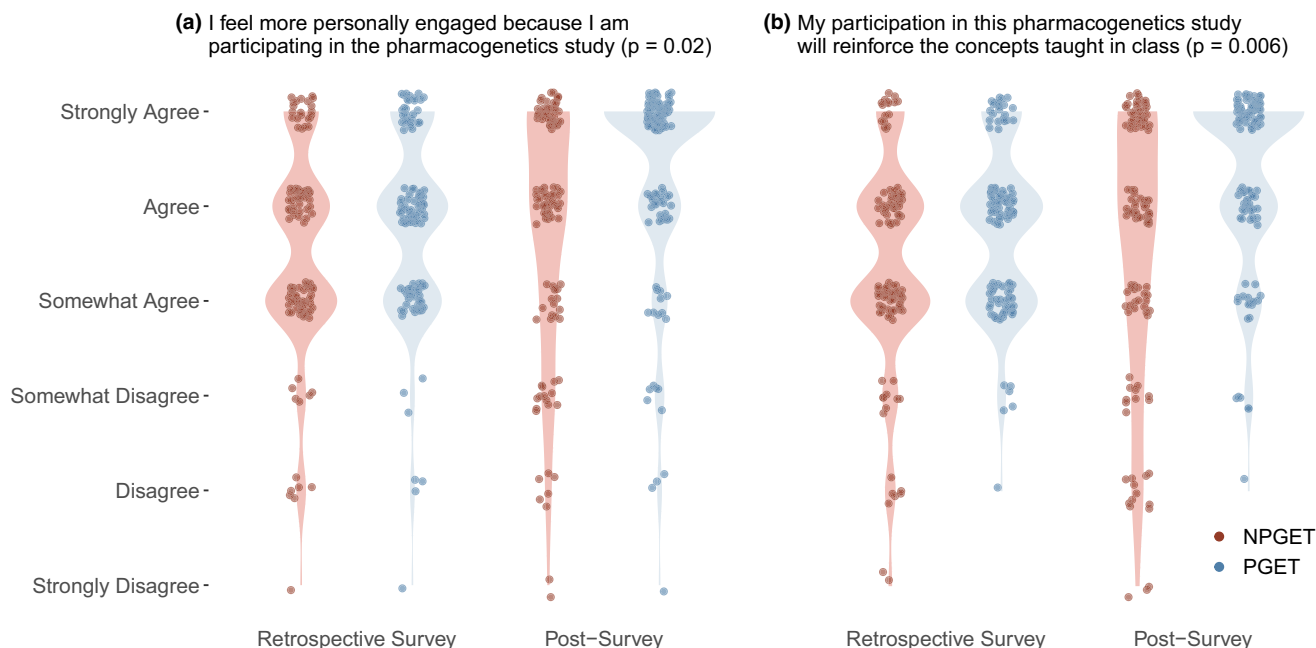 (a) I feel more personally engaged because I am
participating in the pharmacogenetics study (p = 0.02)
(b) My participation in this pharmacogenetics study
will reinforce the concepts taught in class (p = 0.006)
Strongly Agree
Agree
Somewhat Agree
Somewhat Disagree
Disagree
Strongly Disagree
NPGET
PGET
Retrospective Survey
Post−Survey
Retrospective Survey
Post−Survey